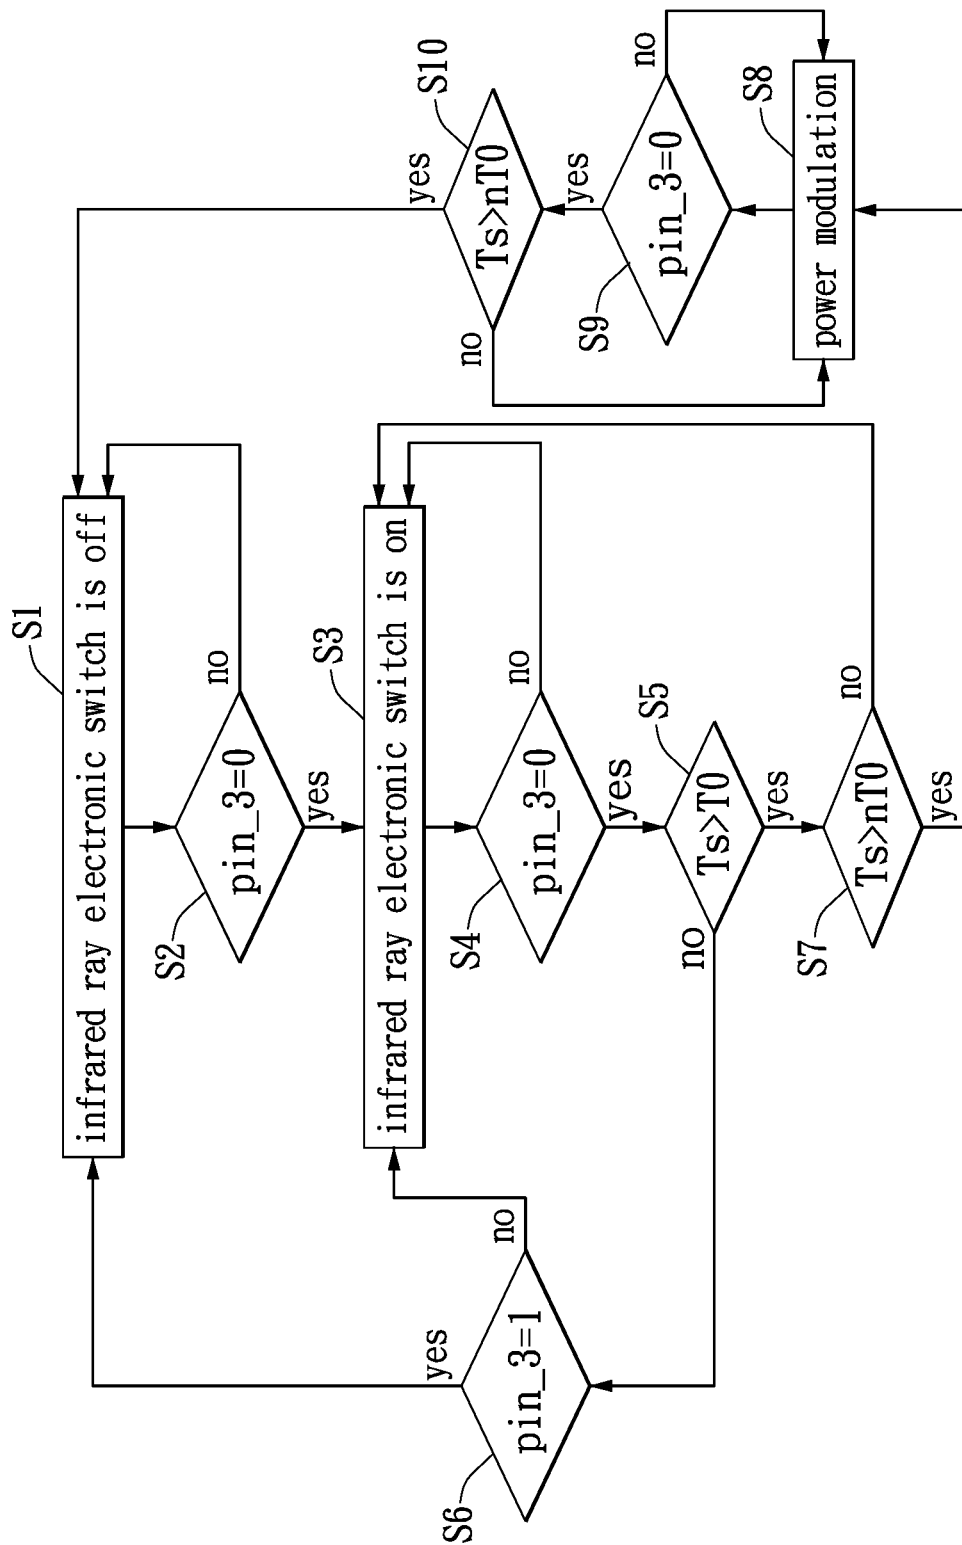 S1
infrared ray electronic switch is off
S2
pin_3=0
no
yes
S3
infrared ray electronic switch is on
S4
pin_3=0
no
yes
S5
Ts>T0
no
yes
S6
pin_3=1
yes
no
S7
Ts>nT0
no
yes
S10
Ts>nT0
yes
no
S9
pin_3=0
yes
no
S8
power modulation